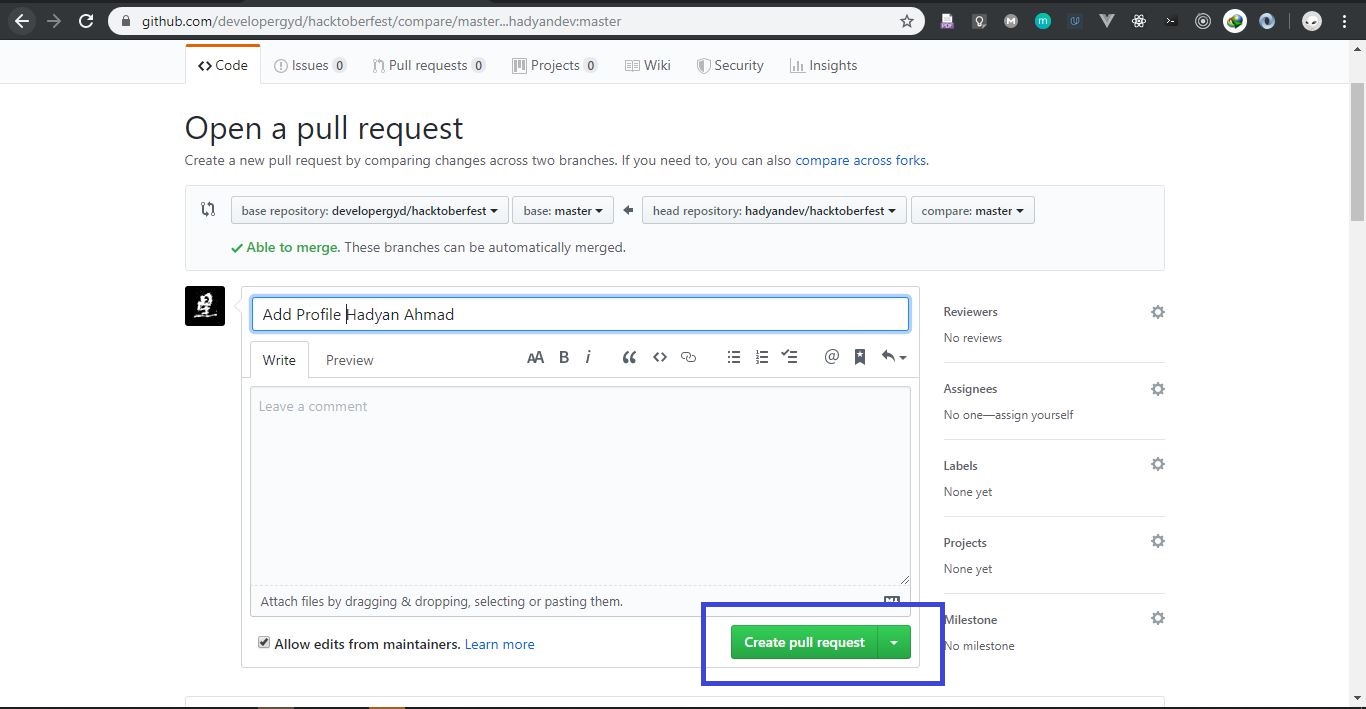 github.com/developergyd/hacktoberfest/compare/master...hadyandev:master
Code Issues 0 Pull requests 0 Projects 0 Wiki Security Insights
Open a pull request
Create a new pull request by comparing changes across two branches. If you need to, you can also compare across forks.
base repository: developergyd/hacktoberfest base: master head repository: hadyandev/hacktoberfest compare: master
Able to merge. These branches can be automatically merged.
Add Profile Hadyan Ahmad
Write Preview AA B i @
Leave a comment
Attach files by dragging & dropping, selecting or pasting them.
Allow edits from maintainers. Learn more
Create pull request
Reviewers
No reviews
Assignees
No one—assign yourself
Labels
None yet
Projects
None yet
Milestone
No milestone